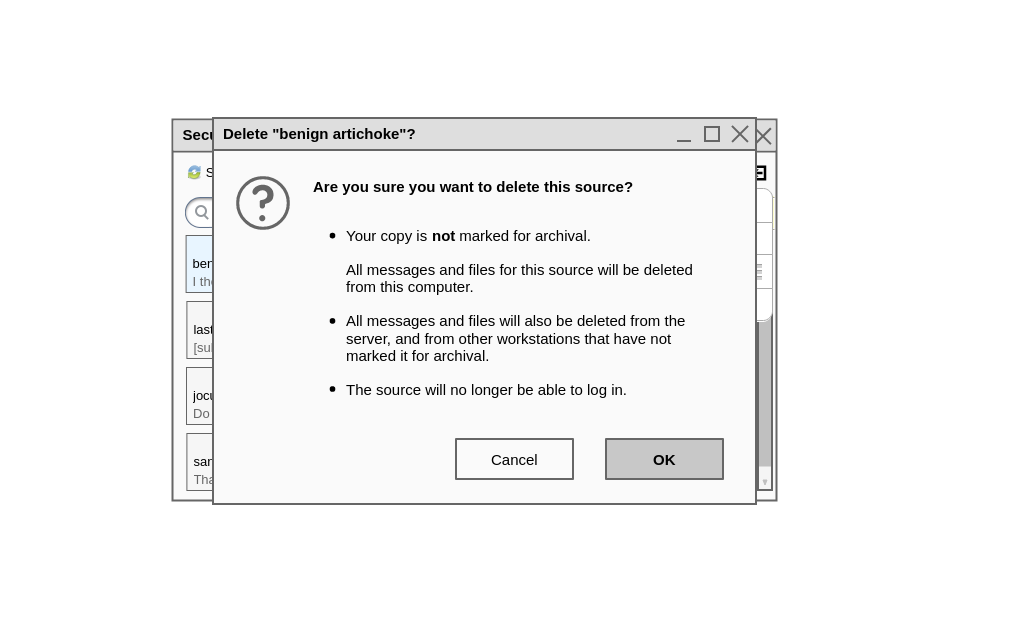 Secu
Delete "benign artichoke"?
S
Are you sure you want to delete this source?
Your copy is not marked for archival.
All messages and files for this source will be deleted
from this computer.
All messages and files will also be deleted from the
server, and from other workstations that have not
marked it for archival.
The source will no longer be able to log in.
ben
I the
last
[sul
jocu
Do
san
Tha
Cancel
OK